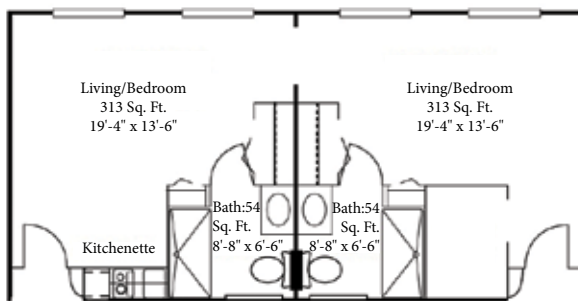 Living/Bedroom
313 Sq. Ft.
19'-4" x 13'-6"
Living/Bedroom
313 Sq. Ft.
19'-4" x 13'-6"
Bath:54
Sq. Ft.
8'-8" x 6'-6"
Bath:54
Sq. Ft.
8'-8" x 6'-6"
Kitchenette